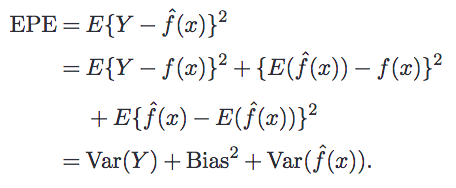 EPE = E{Y − f̂(x)}²
= E{Y − f(x)}² + {E(f̂(x)) − f(x)}²
+ E{f̂(x) − E(f̂(x))}²
= Var(Y) + Bias² + Var(f̂(x)).